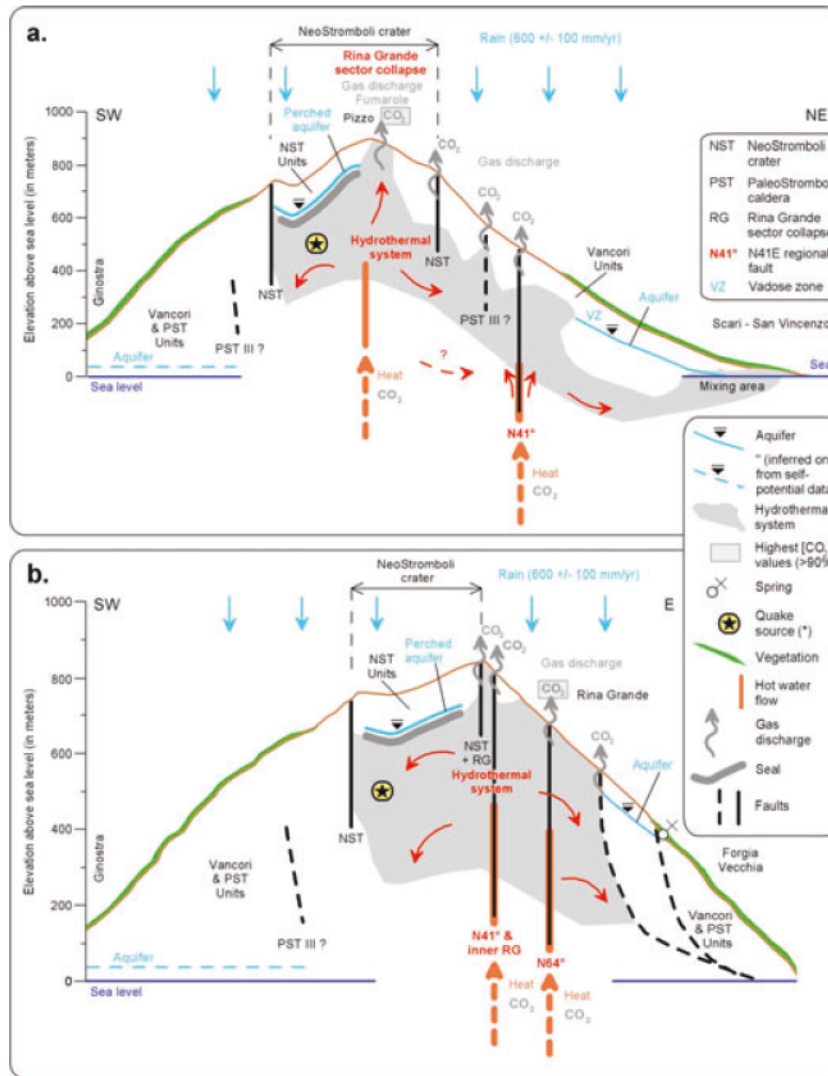 a.
NeoStromboli crater
Rain (600 +/- 100 mm/yr)
Rina Grande
sector collapse
Gas discharge
Fumarole
CO2
SW
NE
Pizzo
Perched
aquifer
NST
Units
CO2
Gas discharge
CO2
CO2
Elevation above sea level (in meters)
1000
800
600
400
200
0
Ginostra
Hydrothermal
system
NST
NST
Vancori
& PST
Units
PST III ?
PST III ?
Vancori
Units
VZ
Aquifer
Scari - San Vincenzo
Aquifer
Sea level
?
Heat
CO2
N41°
Heat
CO2
Mixing area
Sea
NST NeoStromboli
crater
PST PaleoStrombo
caldera
RG Rina Grande
sector collapse
N41° N41E regional
fault
VZ Vadose zone
Aquifer
" (inferred on
from self-
potential data
Hydrotherma
system
Highest [CO2
values (>90%
Spring
Quake
source (*)
Vegetation
Hot water
flow
Gas
discharge
Seal
Faults
b.
NeoStromboli
crater
Rain (600 +/- 100 mm/yr)
SW
E
CO2
CO2
NST
Units
Perched
aquifer
Gas discharge
CO2
Rina Grande
CO2
Elevation above sea level (in meters)
1000
800
600
400
200
0
Ginostra
NST
+ RG
Hydrothermal
system
Aquifer
NST
Vancori
& PST
Units
PST III ?
Forgia
Vecchia
Vancori
& PST
Units
N41° &
inner RG
N64°
Aquifer
Sea level
Heat
CO2
Heat
CO2